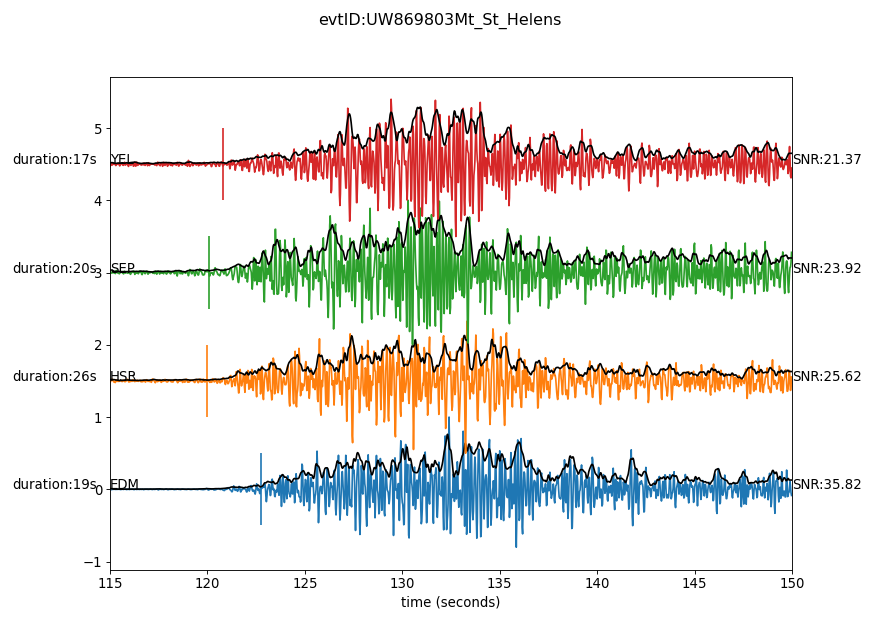 evtID:UW869803Mt_St_Helens
5
duration:17s YEL SNR:21.37
4
duration:20s SEP SNR:23.92
3
2
duration:26s HSR SNR:25.62
1
duration:19s EDM SNR:35.82
0
−1
115 120 125 130 135 140 145 150
time (seconds)